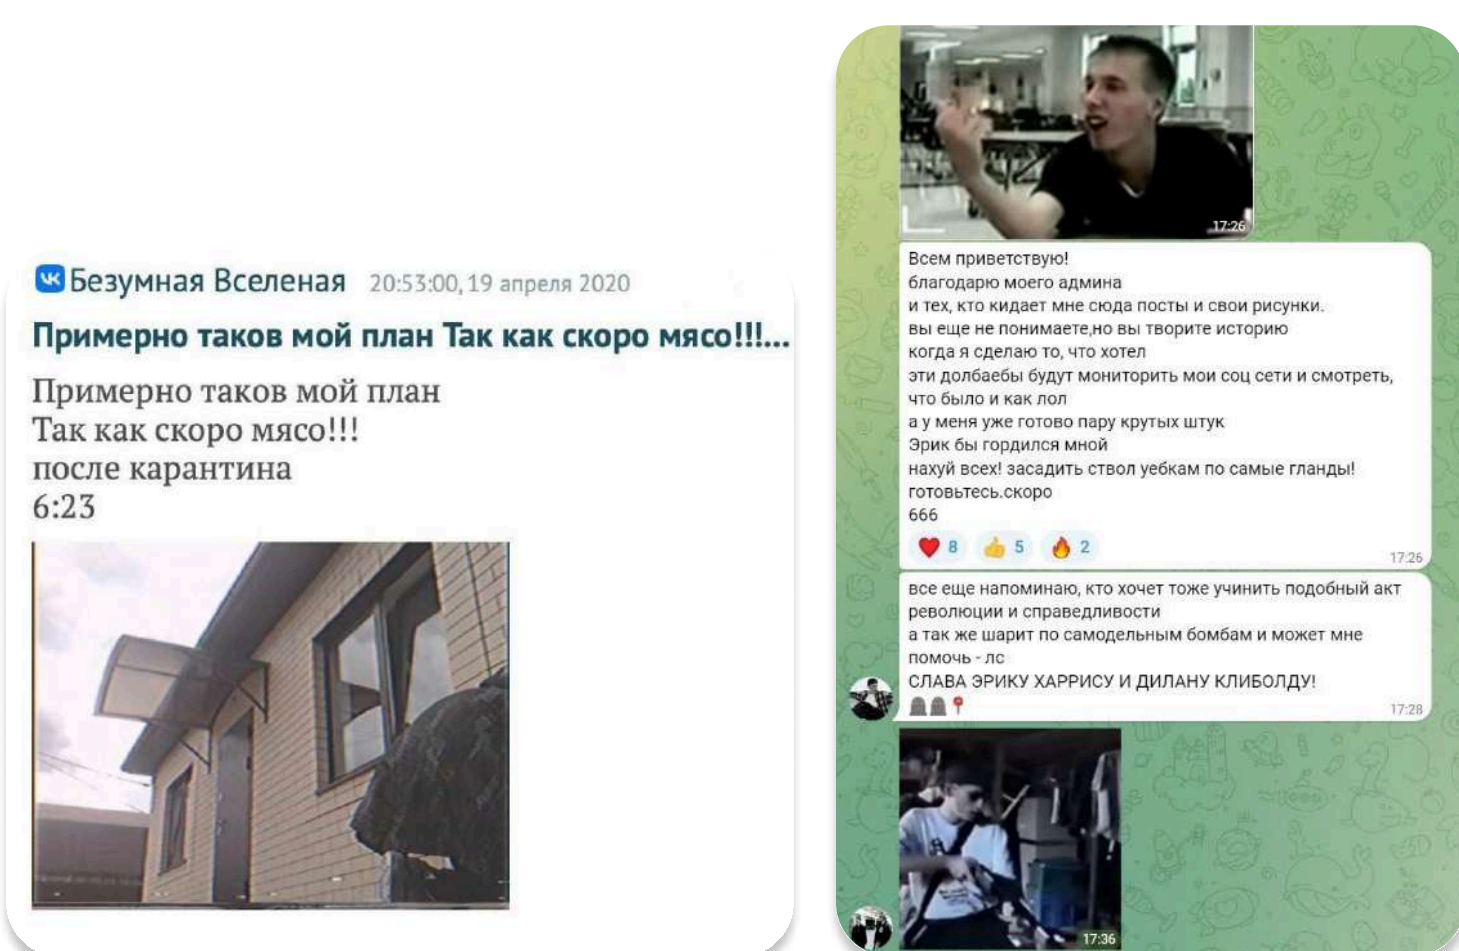 Безумная Вселеная 20:53:00, 19 апреля 2020
Примерно таков мой план Так как скоро мясо!!!...
Примерно таков мой план
Так как скоро мясо!!!
после карантина
6:23
17:26
Всем приветствую!
благодарю моего админа
и тех, кто кидает мне сюда посты и свои рисунки.
вы еще не понимаете,но вы творите историю
когда я сделаю то, что хотел
эти долбаебы будут мониторить мои соц сети и смотреть,
что было и как лол
а у меня уже готово пару крутых штук
Эрик бы гордился мной
нахуй всех! засадить ствол уебкам по самые гланды!
готовьтесь.скоро
666
8 5 2
17:26
все еще напоминаю, кто хочет тоже учинить подобный акт
революции и справедливости
а так же шарит по самодельным бомбам и может мне
помочь - лс
СЛАВА ЭРИКУ ХАРРИСУ И ДИЛАНУ КЛИБОЛДУ!
17:28
17:36